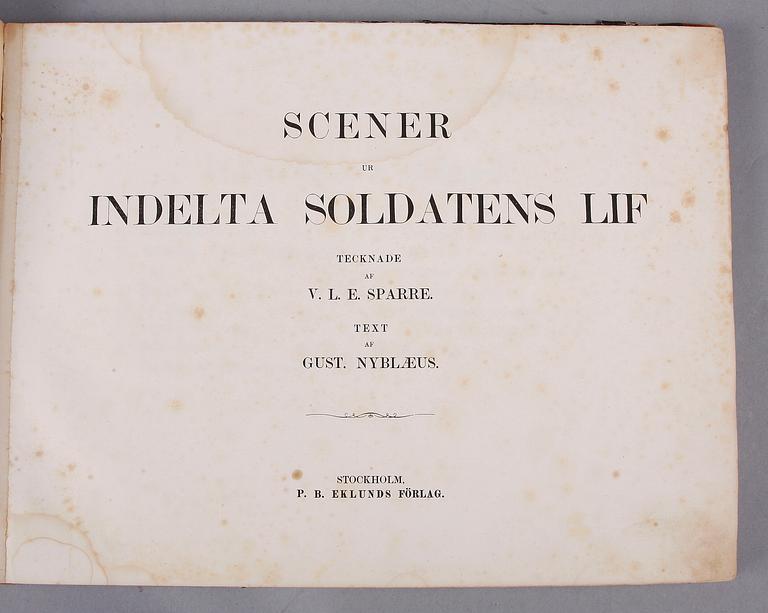 SCENER
UR
INDELTA SOLDATENS LIF
TECKNADE
AF
V. L. E. SPARRE.
TEXT
AF
GUST. NYBLÆUS.
STOCKHOLM,
P. B. EKLUNDS FÖRLAG.